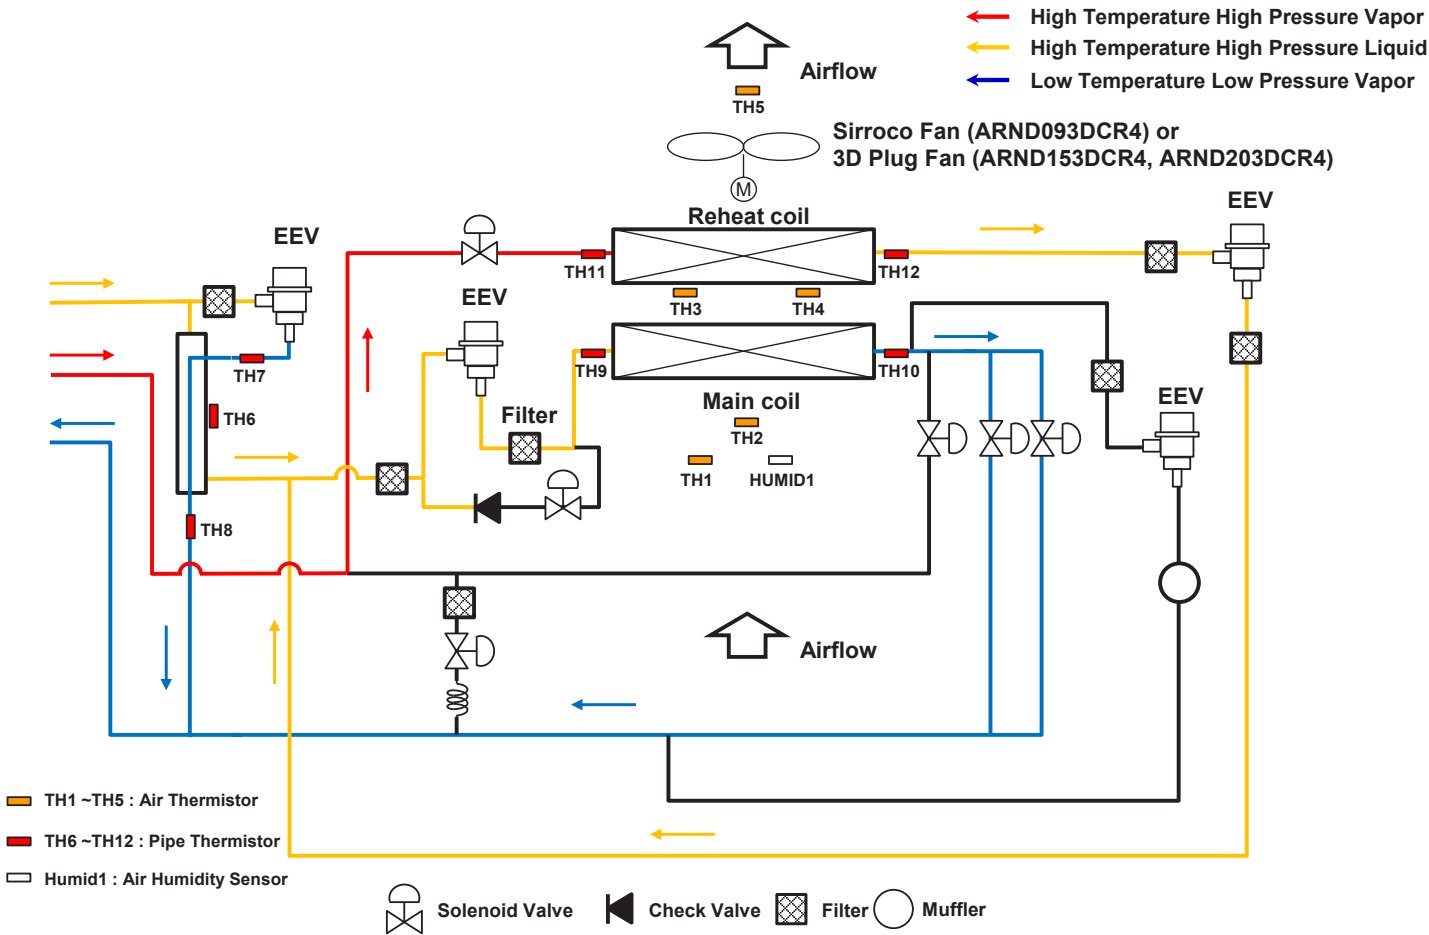 High Temperature High Pressure Vapor
High Temperature High Pressure Liquid
Low Temperature Low Pressure Vapor
Airflow
TH5
Sirroco Fan (ARND093DCR4) or
3D Plug Fan (ARND153DCR4, ARND203DCR4)
M
Reheat coil
EEV
EEV
TH11
TH12
EEV
TH3
TH4
TH7
TH9
TH10
Main coil
EEV
TH6
Filter
TH2
TH1
HUMID1
TH8
Airflow
TH1 ~TH5 : Air Thermistor
TH6 ~TH12 : Pipe Thermistor
Humid1 : Air Humidity Sensor
Solenoid Valve
Check Valve
Filter
Muffler